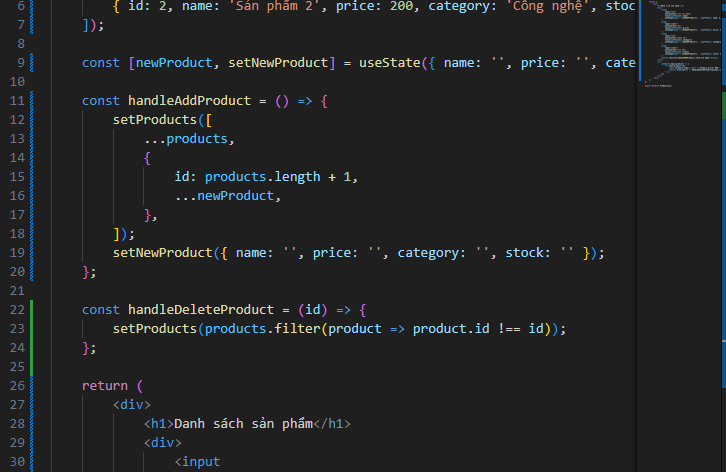 6 { id: 2, name: 'Sản phẩm 2', price: 200, category: 'Công nghệ', stoc
7 ]);
8
9 const [newProduct, setNewProduct] = useState({ name: '', price: '', cate
10
11 const handleAddProduct = () => {
12 setProducts([
13 ...products,
14 {
15 id: products.length + 1,
16 ...newProduct,
17 },
18 ]);
19 setNewProduct({ name: '', price: '', category: '', stock: '' });
20 };
21
22 const handleDeleteProduct = (id) => {
23 setProducts(products.filter(product => product.id !== id));
24 };
25
26 return (
27 <div>
28 <h1>Danh sách sản phẩm</h1>
29 <div>
30 <input